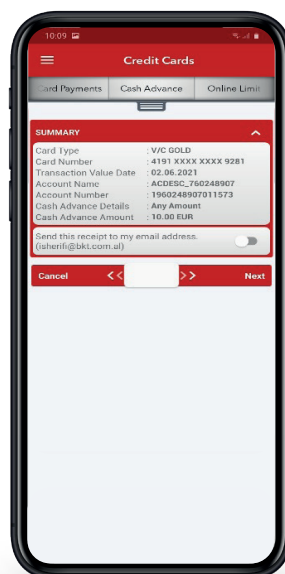 10:09
Credit Cards
ard Payments Cash Advance Online Limit
SUMMARY
Card Type : V/C GOLD
Card Number : 4191 XXXX XXXX 9281
Transaction Value Date : 02.06.2021
Account Name : ACDESC_760248907
Account Number : 1960248907011573
Cash Advance Details : Any Amount
Cash Advance Amount : 10.00 EUR
Send this receipt to my email address.
(isherifi@bkt.com.al)
Cancel << >> Next